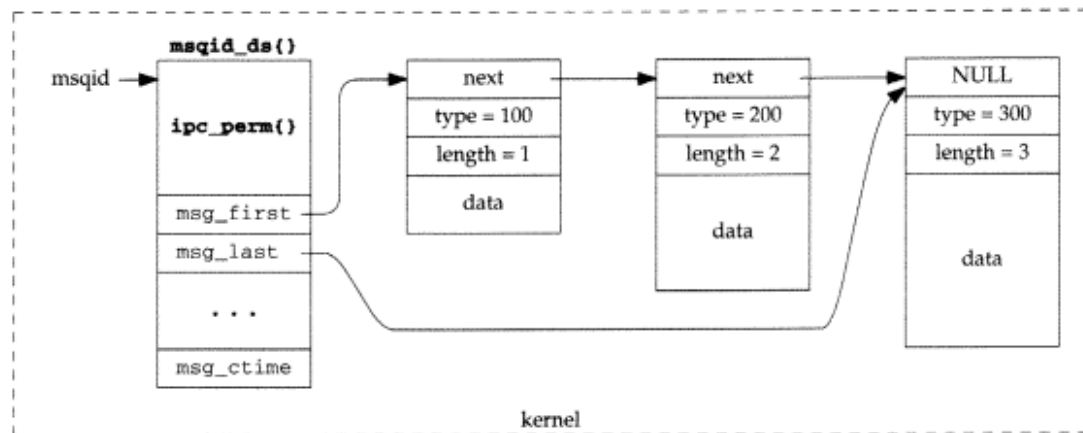 msqid_ds{}
msqid
ipc_perm{}
msg_first
msg_last
...
msg_ctime
next
type = 100
length = 1
data
next
type = 200
length = 2
data
NULL
type = 300
length = 3
data
kernel